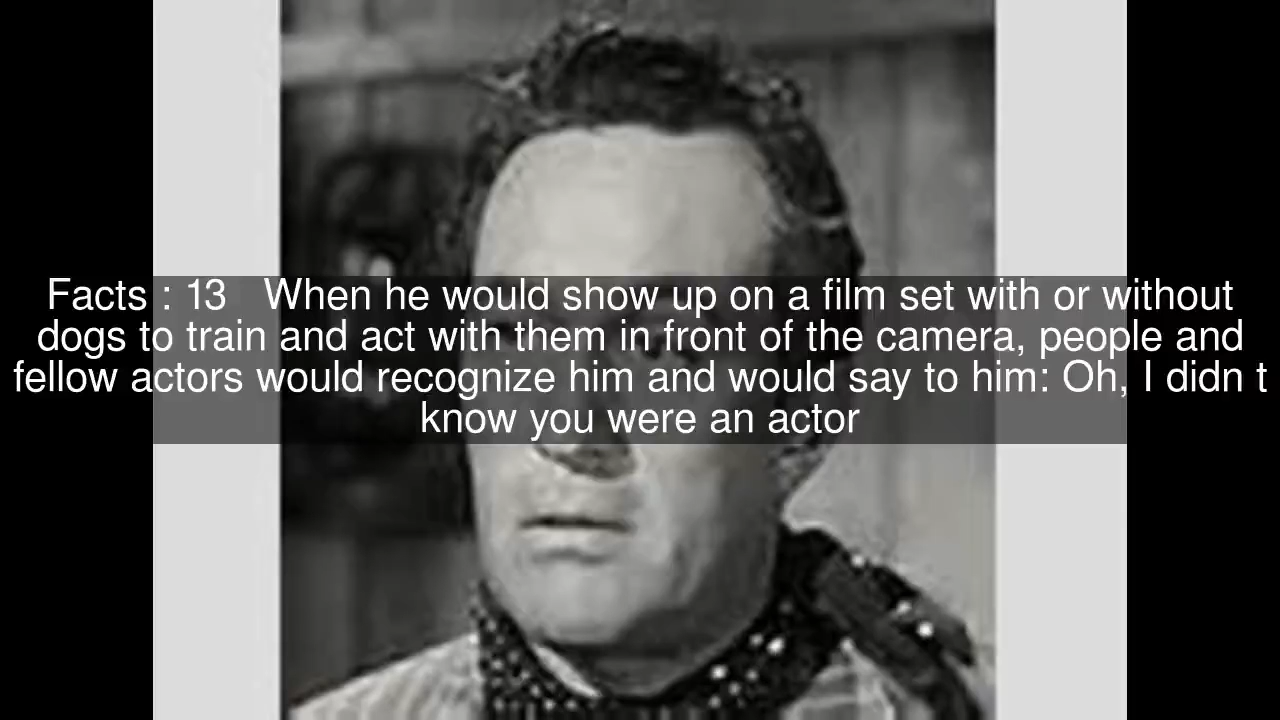 Facts : 13   When he would show up on a film set with or without
dogs to train and act with them in front of the camera, people and
fellow actors would recognize him and would say to him: Oh, I didn t
know you were an actor